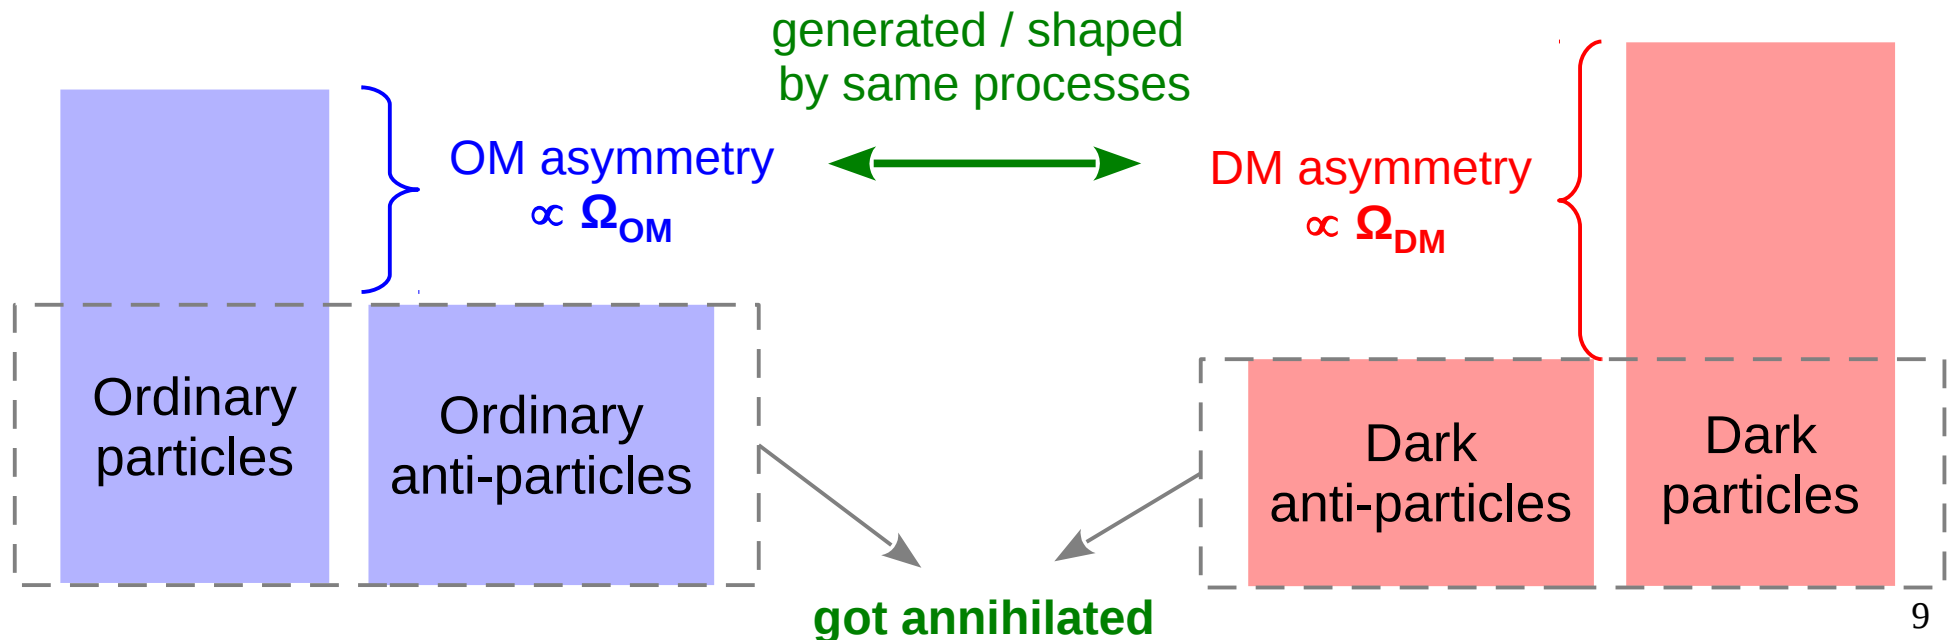 generated / shaped
by same processes
OM asymmetry
∝ Ω_OM
DM asymmetry
∝ Ω_DM
Ordinary
particles
Ordinary
anti-particles
Dark
anti-particles
Dark
particles
got annihilated
9